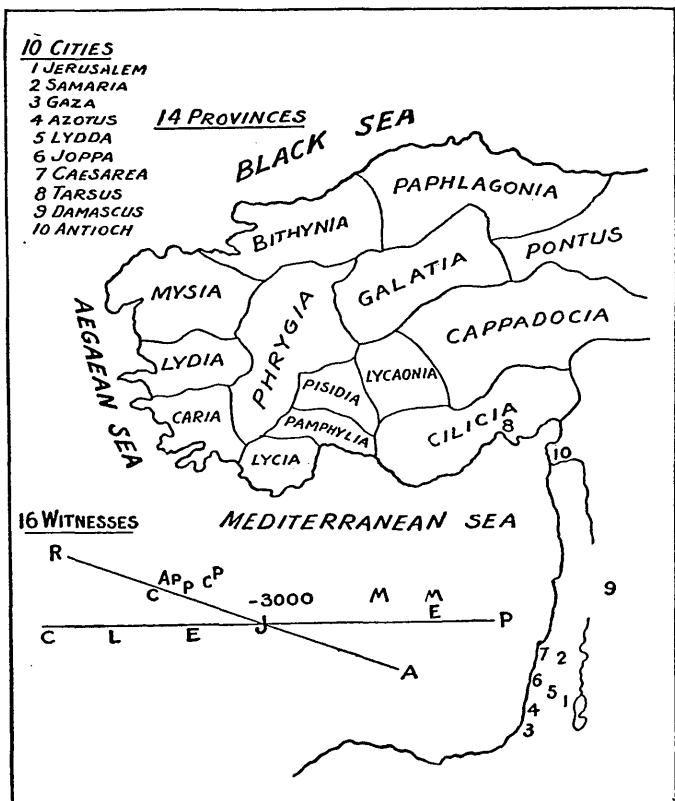 10 CITIES
1 JERUSALEM
2 SAMARIA
3 GAZA
4 AZOTUS
5 LYDDA
6 JOPPA
7 CAESAREA
8 TARSUS
9 DAMASCUS
10 ANTIOCH
14 PROVINCES
BLACK SEA
PAPHLAGONIA
BITHYNIA
PONTUS
GALATIA
MYSIA
PHRYGIA
CAPPADOCIA
AEGAEAN SEA
LYDIA
LYCAONIA
PISIDIA
CARIA
PAMPHYLIA
CILICIA
8
LYCIA
10
16 WITNESSES
MEDITERRANEAN SEA
R
AP P CP
C
-3000
M M
9
E
C L E J P
A
7 2
6
5 1
4
3